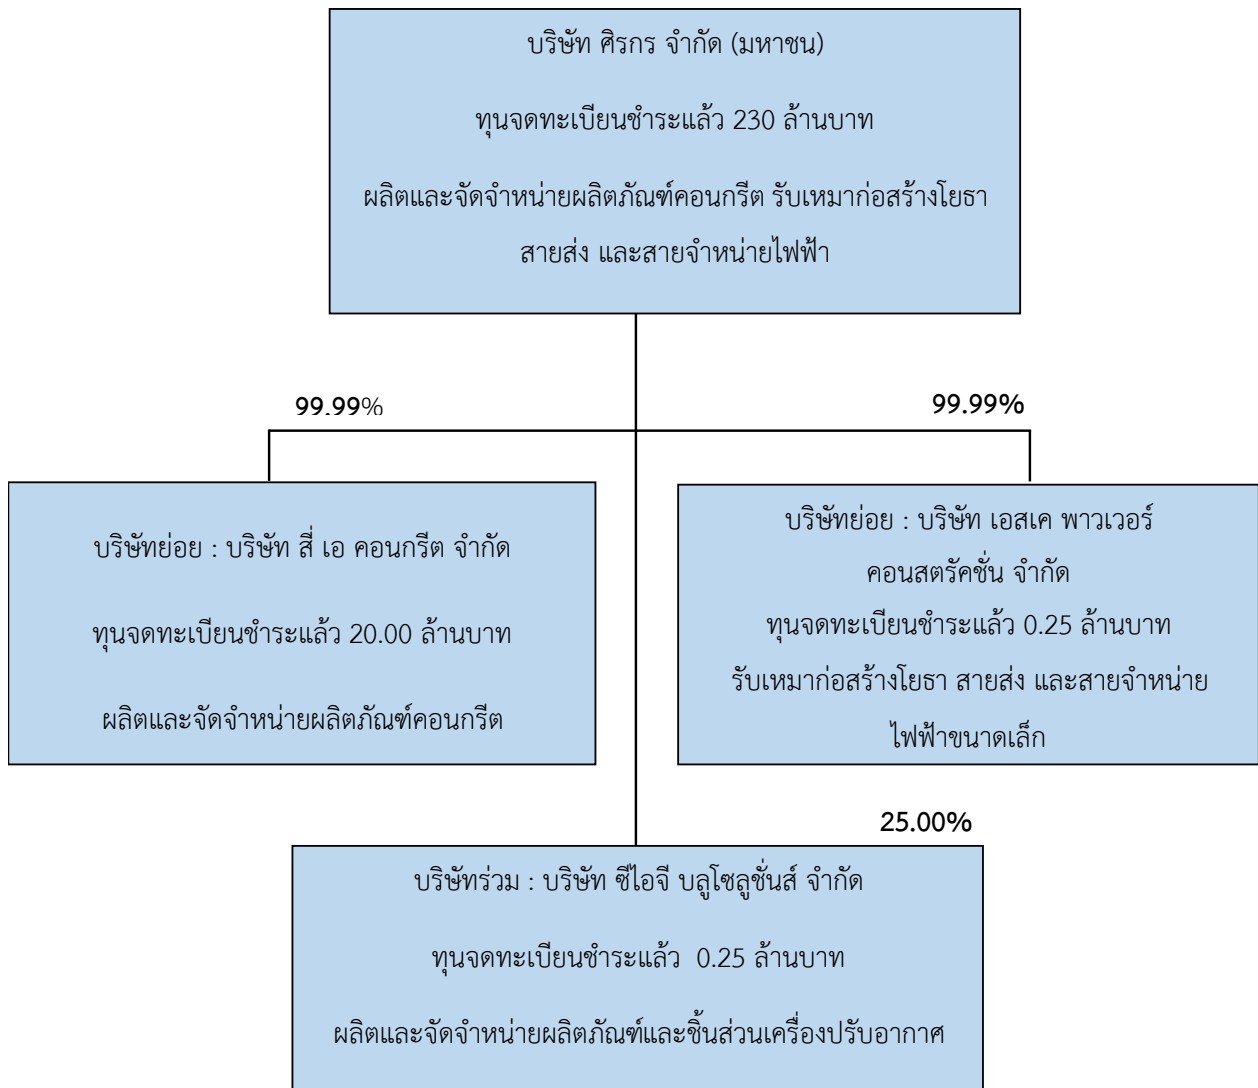 บริษัท ศิรกร จำกัด (มหาชน)
ทุนจดทะเบียนชำระแล้ว 230 ล้านบาท
ผลิตและจัดจำหน่ายผลิตภัณฑ์คอนกรีต รับเหมาก่อสร้างโยธา
สายส่ง และสายจำหน่ายไฟฟ้า
99.99%
99.99%
บริษัทย่อย : บริษัท สี่ เอ คอนกรีต จำกัด
ทุนจดทะเบียนชำระแล้ว 20.00 ล้านบาท
ผลิตและจัดจำหน่ายผลิตภัณฑ์คอนกรีต
บริษัทย่อย : บริษัท เอสเค พาวเวอร์
คอนสตรัคชั่น จำกัด
ทุนจดทะเบียนชำระแล้ว 0.25 ล้านบาท
รับเหมาก่อสร้างโยธา สายส่ง และสายจำหน่าย
ไฟฟ้าขนาดเล็ก
25.00%
บริษัทร่วม : บริษัท ซีไอจี บลูโซลูชั่นส์ จำกัด
ทุนจดทะเบียนชำระแล้ว 0.25 ล้านบาท
ผลิตและจัดจำหน่ายผลิตภัณฑ์และชิ้นส่วนเครื่องปรับอากาศ